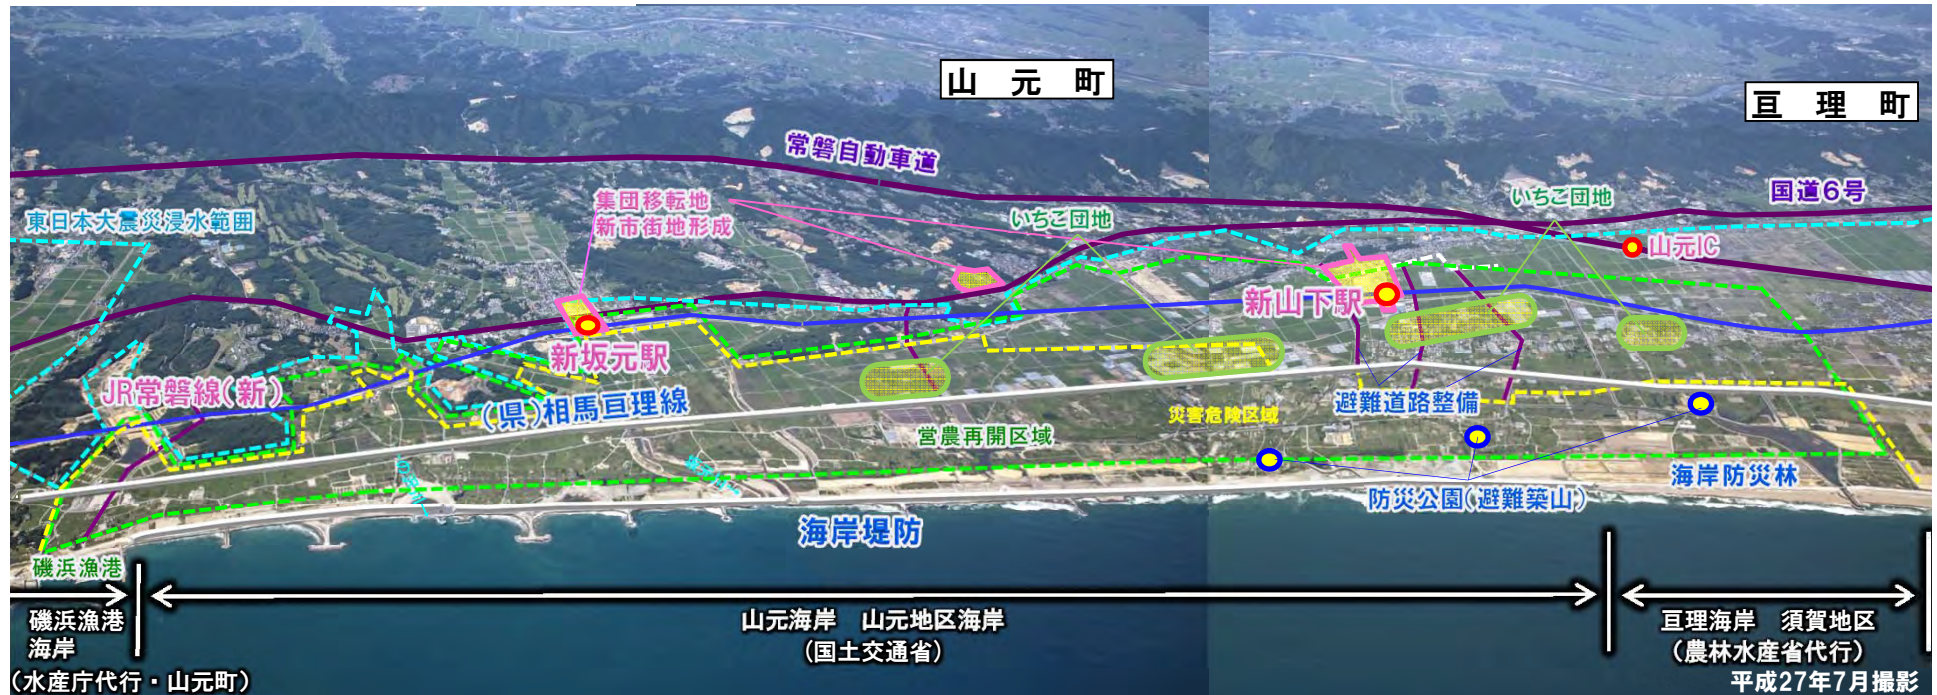 山 元 町
亘 理 町
常磐自動車道
国道6号
集団移転地
新市街地形成
いちご団地
いちご団地
東日本大震災浸水範囲
山元IC
新山下駅
新坂元駅
JR常磐線(新)
(県)相馬亘理線
避難道路整備
災害危険区域
営農再開区域
海岸防災林
防災公園(避難築山)
海岸堤防
磯浜漁港
磯浜漁港
海岸
(水産庁代行・山元町)
山元海岸 山元地区海岸
(国土交通省)
亘理海岸 須賀地区
(農林水産省代行)
平成27年7月撮影